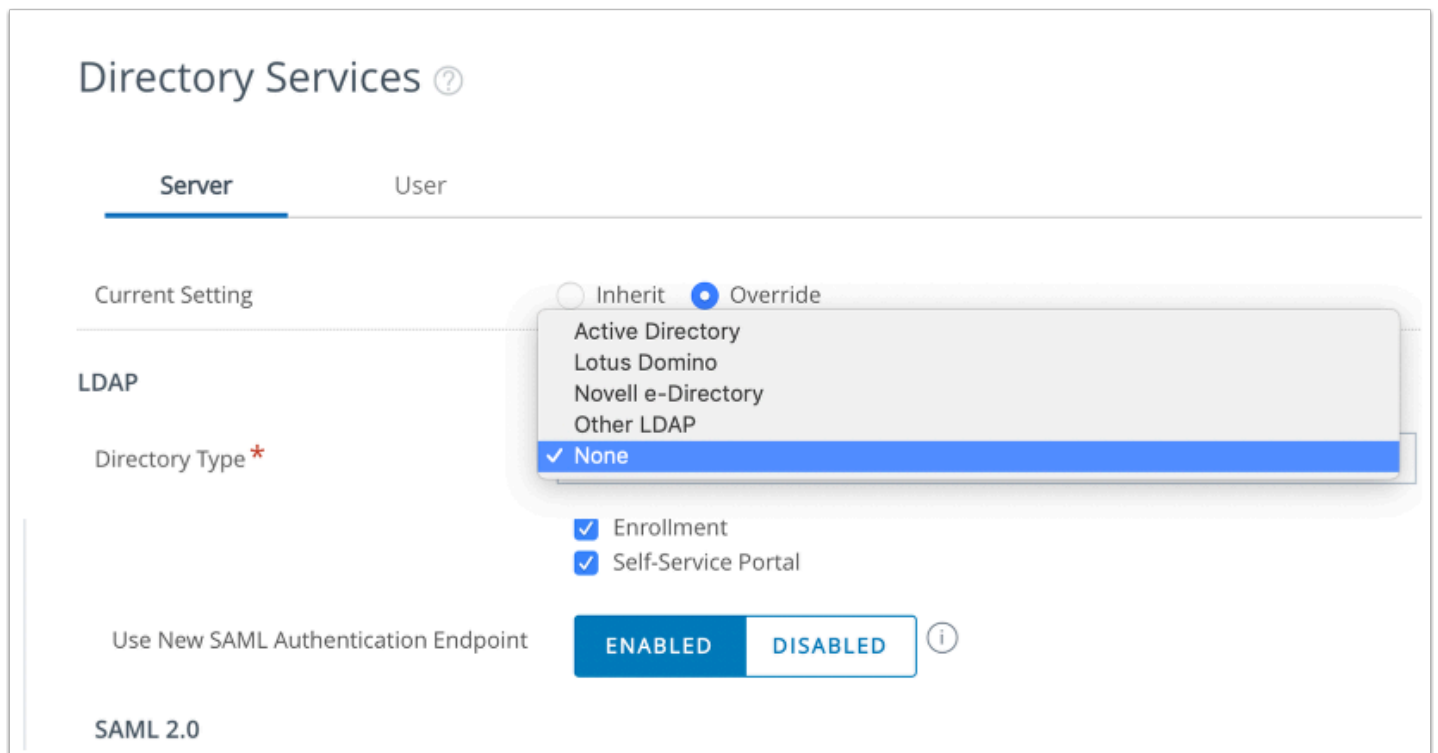 Directory Services ?
Server User
Current Setting Inherit Override
Active Directory
Lotus Domino
LDAP
Novell e-Directory
Other LDAP
Directory Type * ✓ None
Enrollment
Self-Service Portal
Use New SAML Authentication Endpoint ENABLED DISABLED i
SAML 2.0